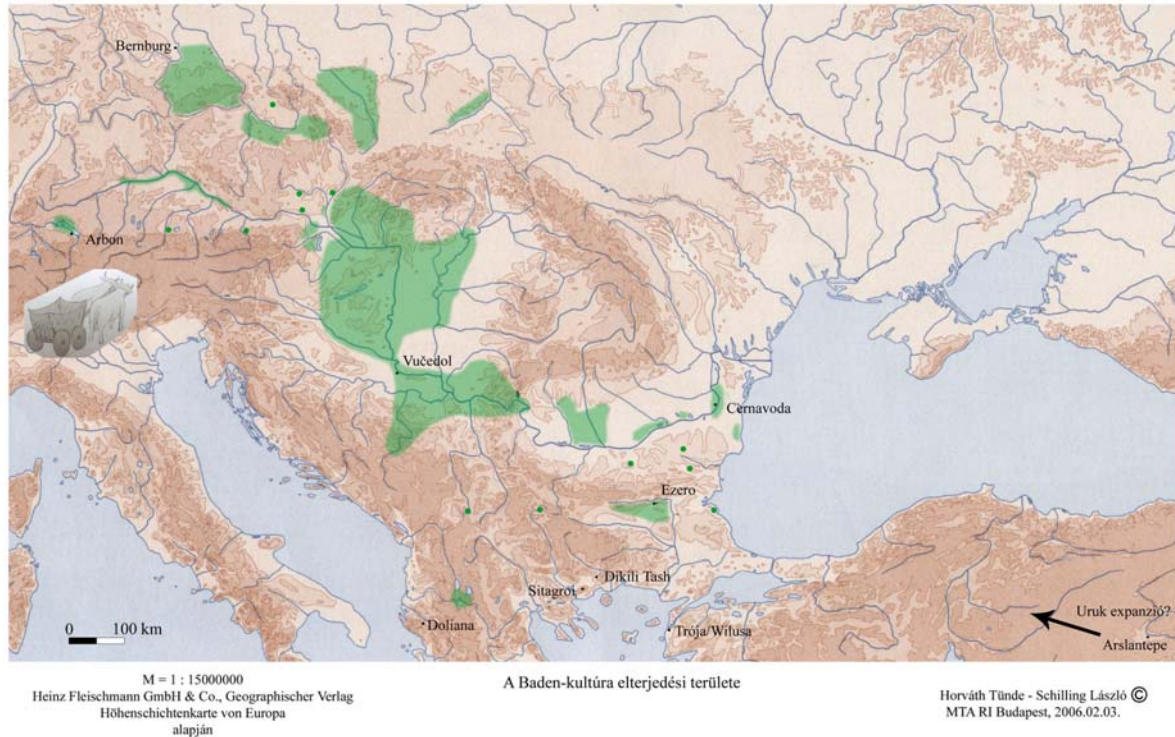 Bernburg
Arbon
Vučedol
Cernavoda
Ezero
Dikili Tash
Sitagroi
Doliana
Trója/Wilusa
Uruk expanzió?
Arslantepe
0 100 km
M = 1 : 15000000
Heinz Fleischmann GmbH & Co., Geographischer Verlag
Höhenschichtenkarte von Europa
alapján
A Baden-kultúra elterjedési területe
Horváth Tünde - Schilling László ©
MTA RI Budapest, 2006.02.03.